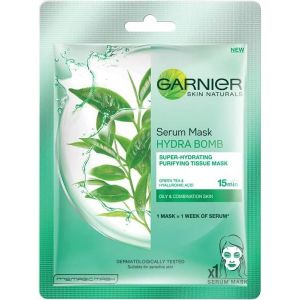 NEW
GARNIER
SKIN NATURALS
Serum Mask
HYDRA BOMB
SUPER-HYDRATING
PURIFYING TISSUE MASK
GREEN TEA &
HYALURONIC ACID
15min
OILY & COMBINATION SKIN
1 MASK = 1 WEEK OF SERUM*
DERMATOLOGICALLY TESTED
Suitable for sensitive skin
x1
SERUM MASK